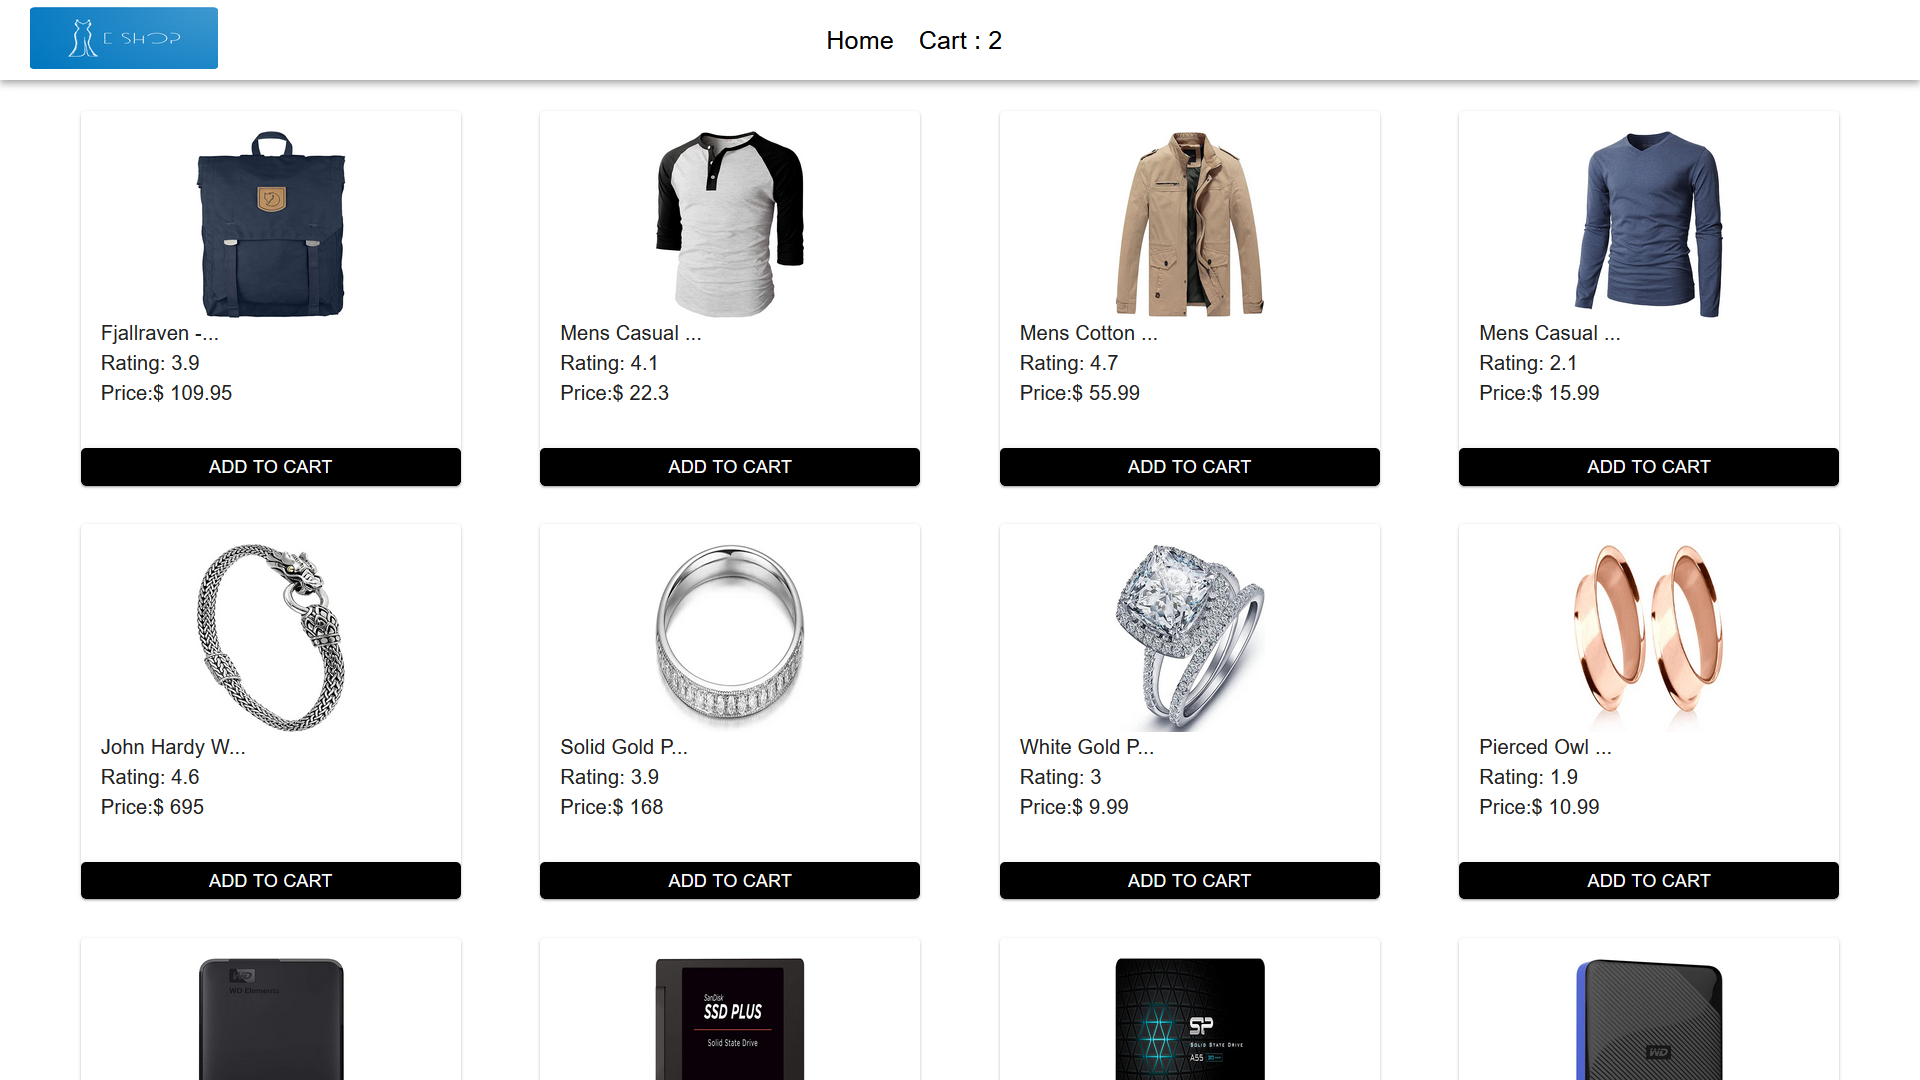 E SHOP
Home Cart : 2
Fjallraven -...
Rating: 3.9
Price:$ 109.95
ADD TO CART
Mens Casual ...
Rating: 4.1
Price:$ 22.3
ADD TO CART
Mens Cotton ...
Rating: 4.7
Price:$ 55.99
ADD TO CART
Mens Casual ...
Rating: 2.1
Price:$ 15.99
ADD TO CART
John Hardy W...
Rating: 4.6
Price:$ 695
ADD TO CART
Solid Gold P...
Rating: 3.9
Price:$ 168
ADD TO CART
White Gold P...
Rating: 3
Price:$ 9.99
ADD TO CART
Pierced Owl ...
Rating: 1.9
Price:$ 10.99
ADD TO CART
WD
WD Elements
SanDisk
SSD PLUS
Solid State Drive
SP
SOLID STATE DRIVE
A55
WD